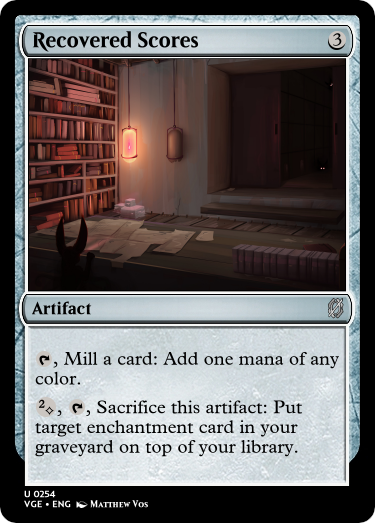 Recovered Scores 3
Artifact
, Mill a card: Add one mana of any
color.
2, , Sacrifice this artifact: Put
target enchantment card in your
graveyard on top of your library.
U 0254
VGE • ENG Matthew Vos